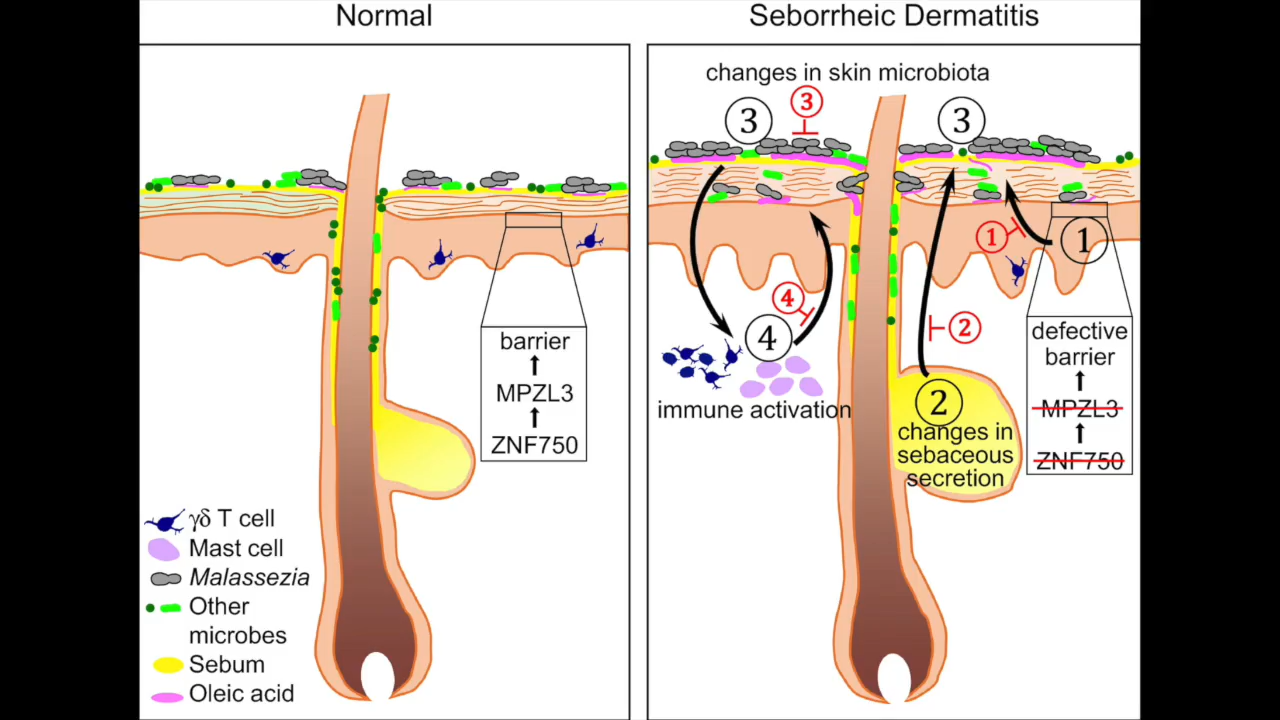 Normal
barrier
MPZL3
ZNF750
γδ T cell
Mast cell
Malassezia
Other
microbes
Sebum
Oleic acid
Seborrheic Dermatitis
changes in skin microbiota
3
3
3
1
1
4
4
2
immune activation
2
changes in
sebaceous
secretion
defective
barrier
MPZL3
ZNF750